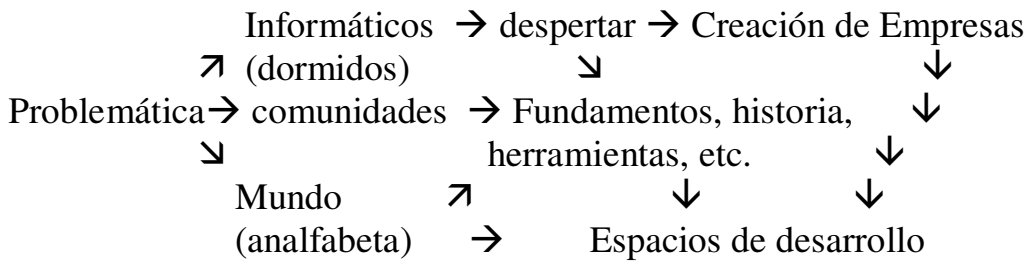 Informáticos → despertar → Creación de Empresas
↗ (dormidos) ↘ ↓
Problemática→ comunidades → Fundamentos, historia, ↓
↘ herramientas, etc. ↓
Mundo ↗ ↓ ↓
(analfabeta) → Espacios de desarrollo